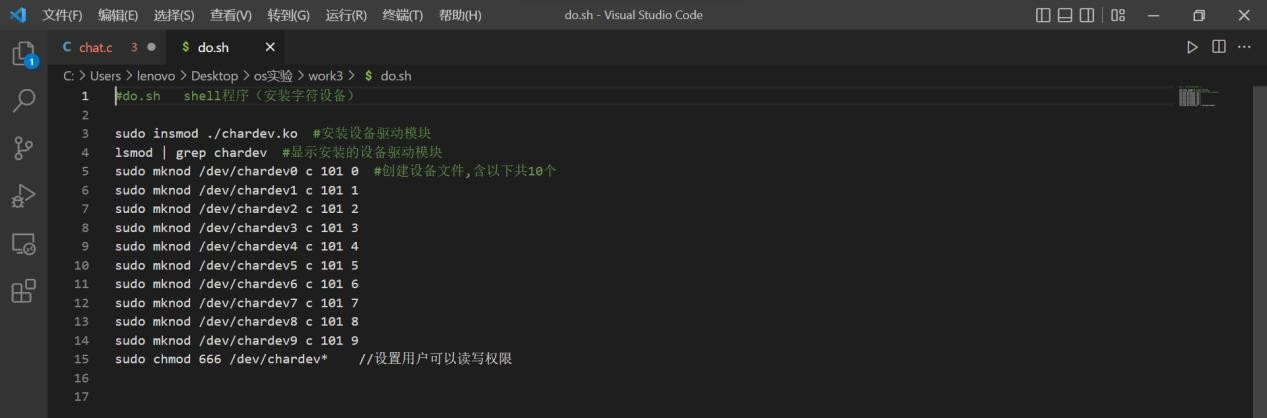 文件(F) 编辑(E) 选择(S) 查看(V) 转到(G) 运行(R) 终端(T) 帮助(H) do.sh - Visual Studio Code
C chat.c 3 $ do.sh
C: > Users > lenovo > Desktop > os实验 > work3 > $ do.sh
1 #do.sh shell程序（安装字符设备）
2
3 sudo insmod ./chardev.ko #安装设备驱动模块
4 lsmod | grep chardev #显示安装的设备驱动模块
5 sudo mknod /dev/chardev0 c 101 0 #创建设备文件,含以下共10个
6 sudo mknod /dev/chardev1 c 101 1
7 sudo mknod /dev/chardev2 c 101 2
8 sudo mknod /dev/chardev3 c 101 3
9 sudo mknod /dev/chardev4 c 101 4
10 sudo mknod /dev/chardev5 c 101 5
11 sudo mknod /dev/chardev6 c 101 6
12 sudo mknod /dev/chardev7 c 101 7
13 sudo mknod /dev/chardev8 c 101 8
14 sudo mknod /dev/chardev9 c 101 9
15 sudo chmod 666 /dev/chardev* //设置用户可以读写权限
16
17
1